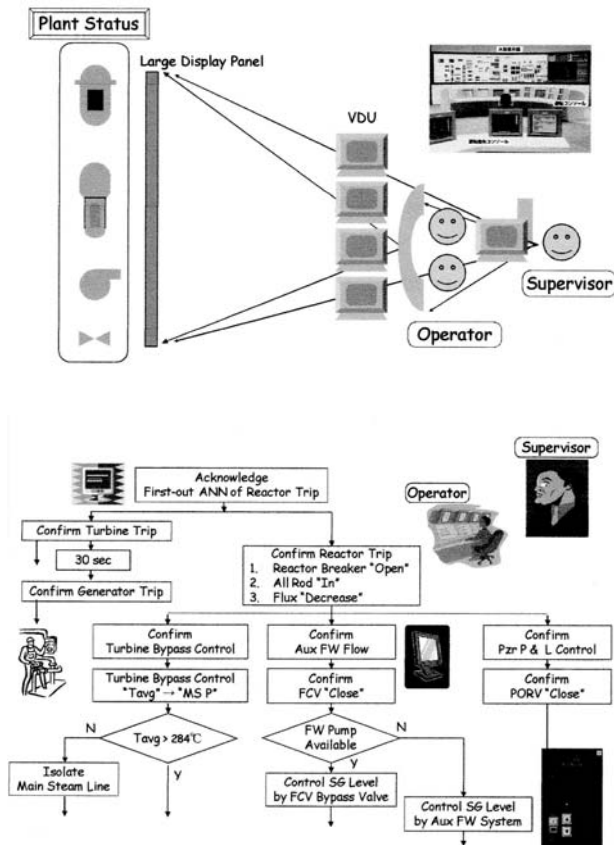 Plant Status
Large Display Panel
VDU
Supervisor
Operator
Supervisor
Operator
Acknowledge
First-out ANN of Reactor Trip
Confirm Turbine Trip
30 sec
Confirm Generator Trip
Confirm Reactor Trip
1. Reactor Breaker "Open"
2. All Rod "In"
3. Flux "Decrease"
Confirm
Turbine Bypass Control
Confirm
Aux FW Flow
Confirm
Pzr P & L Control
Turbine Bypass Control
"Tavg" → "MS P"
Confirm
FCV "Close"
Confirm
PORV "Close"
N
Tavg > 284℃
y
FW Pump
Available
N
y
Isolate
Main Steam Line
Control SG Level
by FCV Bypass Valve
Control SG Level
by Aux FW System